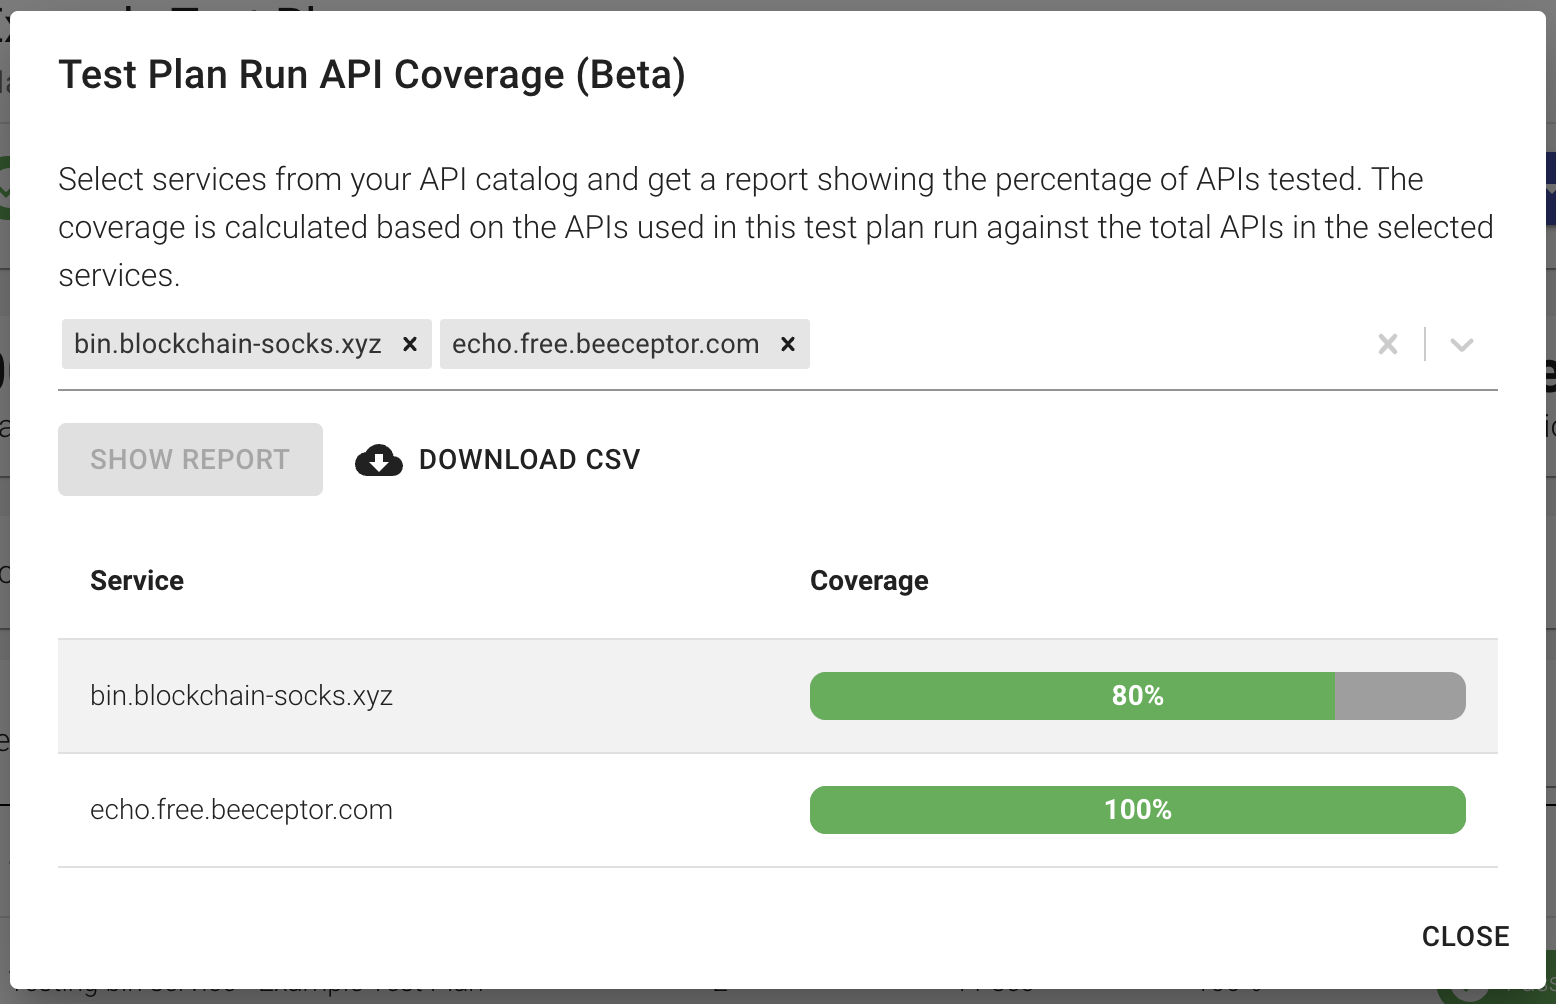 Test Plan Run API Coverage (Beta)
Select services from your API catalog and get a report showing the percentage of APIs tested. The
coverage is calculated based on the APIs used in this test plan run against the total APIs in the selected
services.
bin.blockchain-socks.xyz × echo.free.beeceptor.com ×
SHOW REPORT DOWNLOAD CSV
Service Coverage
bin.blockchain-socks.xyz 80%
echo.free.beeceptor.com 100%
CLOSE